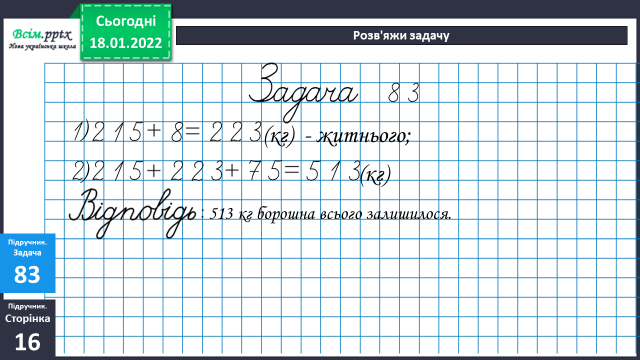 Всім.pptx
Нова українська школа
Сьогодні
18.01.2022
Розв'яжи задачу
Задача 83
1) 215+ 8= 223(кг) - житнього;
2) 215+ 223+ 75=513(кг)
Відповідь: 513 кг борошна всього залишилося.
Підручник.
Задача
83
Підручник.
Сторінка
16